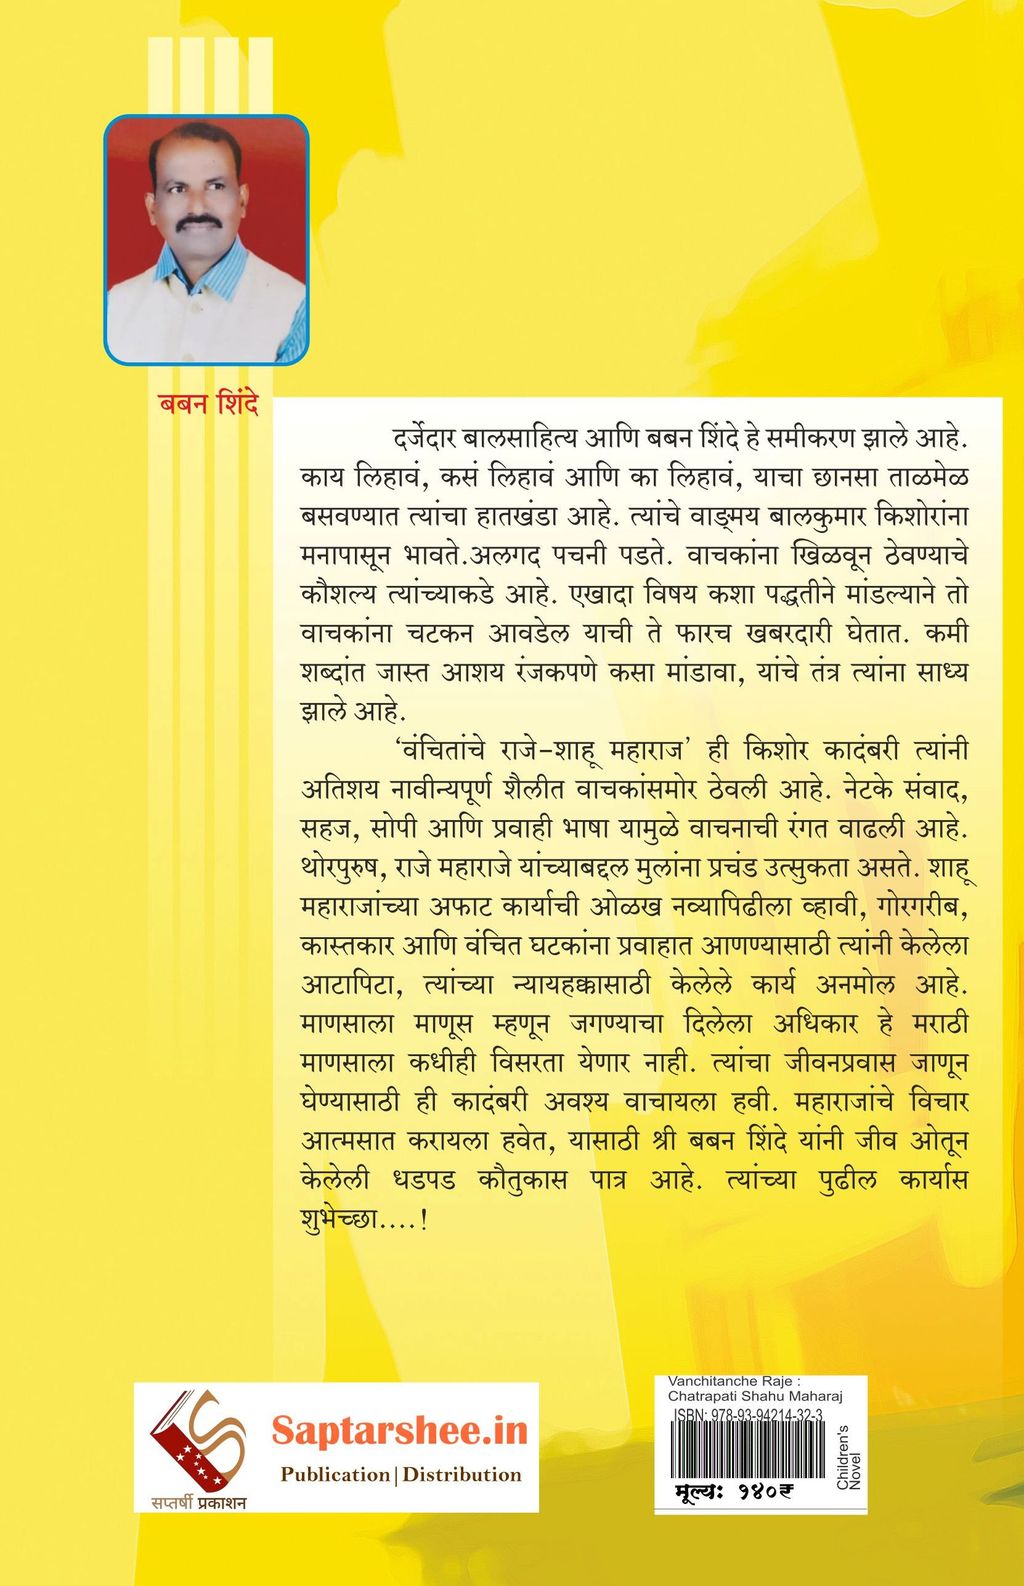 बबन शिंदे
दर्जेदार बालसाहित्य आणि बबन शिंदे हे समीकरण झाले आहे.
काय लिहावं, कसं लिहावं आणि का लिहावं, याचा छानसा ताळमेळ
बसवण्यात त्यांचा हातखंडा आहे. त्यांचे वाङ्मय बालकुमार किशोरांना
मनापासून भावते.अलगद पचनी पडते. वाचकांना खिळवून ठेवण्याचे
कौशल्य त्यांच्याकडे आहे. एखादा विषय कशा पद्धतीने मांडल्याने तो
वाचकांना चटकन आवडेल याची ते फारच खबरदारी घेतात. कमी
शब्दांत जास्त आशय रंजकपणे कसा मांडावा, यांचे तंत्र त्यांना साध्य
झाले आहे.
‘वंचितांचे राजे-शाहू महाराज’ ही किशोर कादंबरी त्यांनी
अतिशय नावीन्यपूर्ण शैलीत वाचकांसमोर ठेवली आहे. नेटके संवाद,
सहज, सोपी आणि प्रवाही भाषा यामुळे वाचनाची रंगत वाढली आहे.
थोरपुरुष, राजे महाराजे यांच्याबद्दल मुलांना प्रचंड उत्सुकता असते. शाहू
महाराजांच्या अफाट कार्याची ओळख नव्यापिढीला व्हावी, गोरगरीब,
कास्तकार आणि वंचित घटकांना प्रवाहात आणण्यासाठी त्यांनी केलेला
आटापिटा, त्यांच्या न्यायहक्कासाठी केलेले कार्य अनमोल आहे.
माणसाला माणूस म्हणून जगण्याचा दिलेला अधिकार हे मराठी
माणसाला कधीही विसरता येणार नाही. त्यांचा जीवनप्रवास जाणून
घेण्यासाठी ही कादंबरी अवश्य वाचायला हवी. महाराजांचे विचार
आत्मसात करायला हवेत, यासाठी श्री बबन शिंदे यांनी जीव ओतून
केलेली धडपड कौतुकास पात्र आहे. त्यांच्या पुढील कार्यास
शुभेच्छा....!
सप्तर्षी प्रकाशन
Saptarshee.in
Publication|Distribution
Vanchitanche Raje :
Chatrapati Shahu Maharaj
ISBN: 978-93-94214-32-3
मूल्य: १४०₹
Children's
Novel